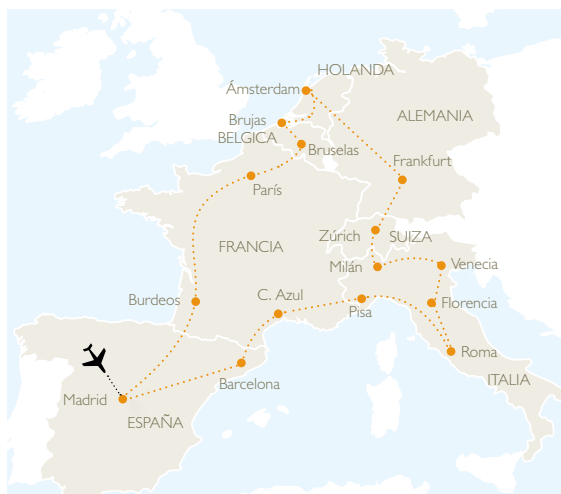 HOLANDA
Ámsterdam
ALEMANIA
Brujas
BELGICA
Bruselas
Frankfurt
París
Zúrich
SUIZA
FRANCIA
Milán
Venecia
Burdeos
C. Azul
Pisa
Florencia
Roma
Barcelona
ITALIA
Madrid
ESPAÑA